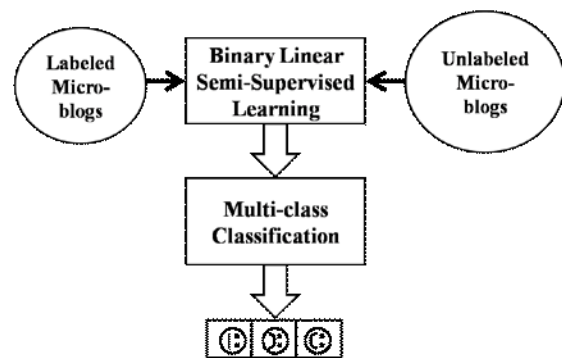 Labeled
Micro-
blogs
Binary Linear
Semi-Supervised
Learning
Unlabeled
Micro-
blogs
Multi-class
Classification